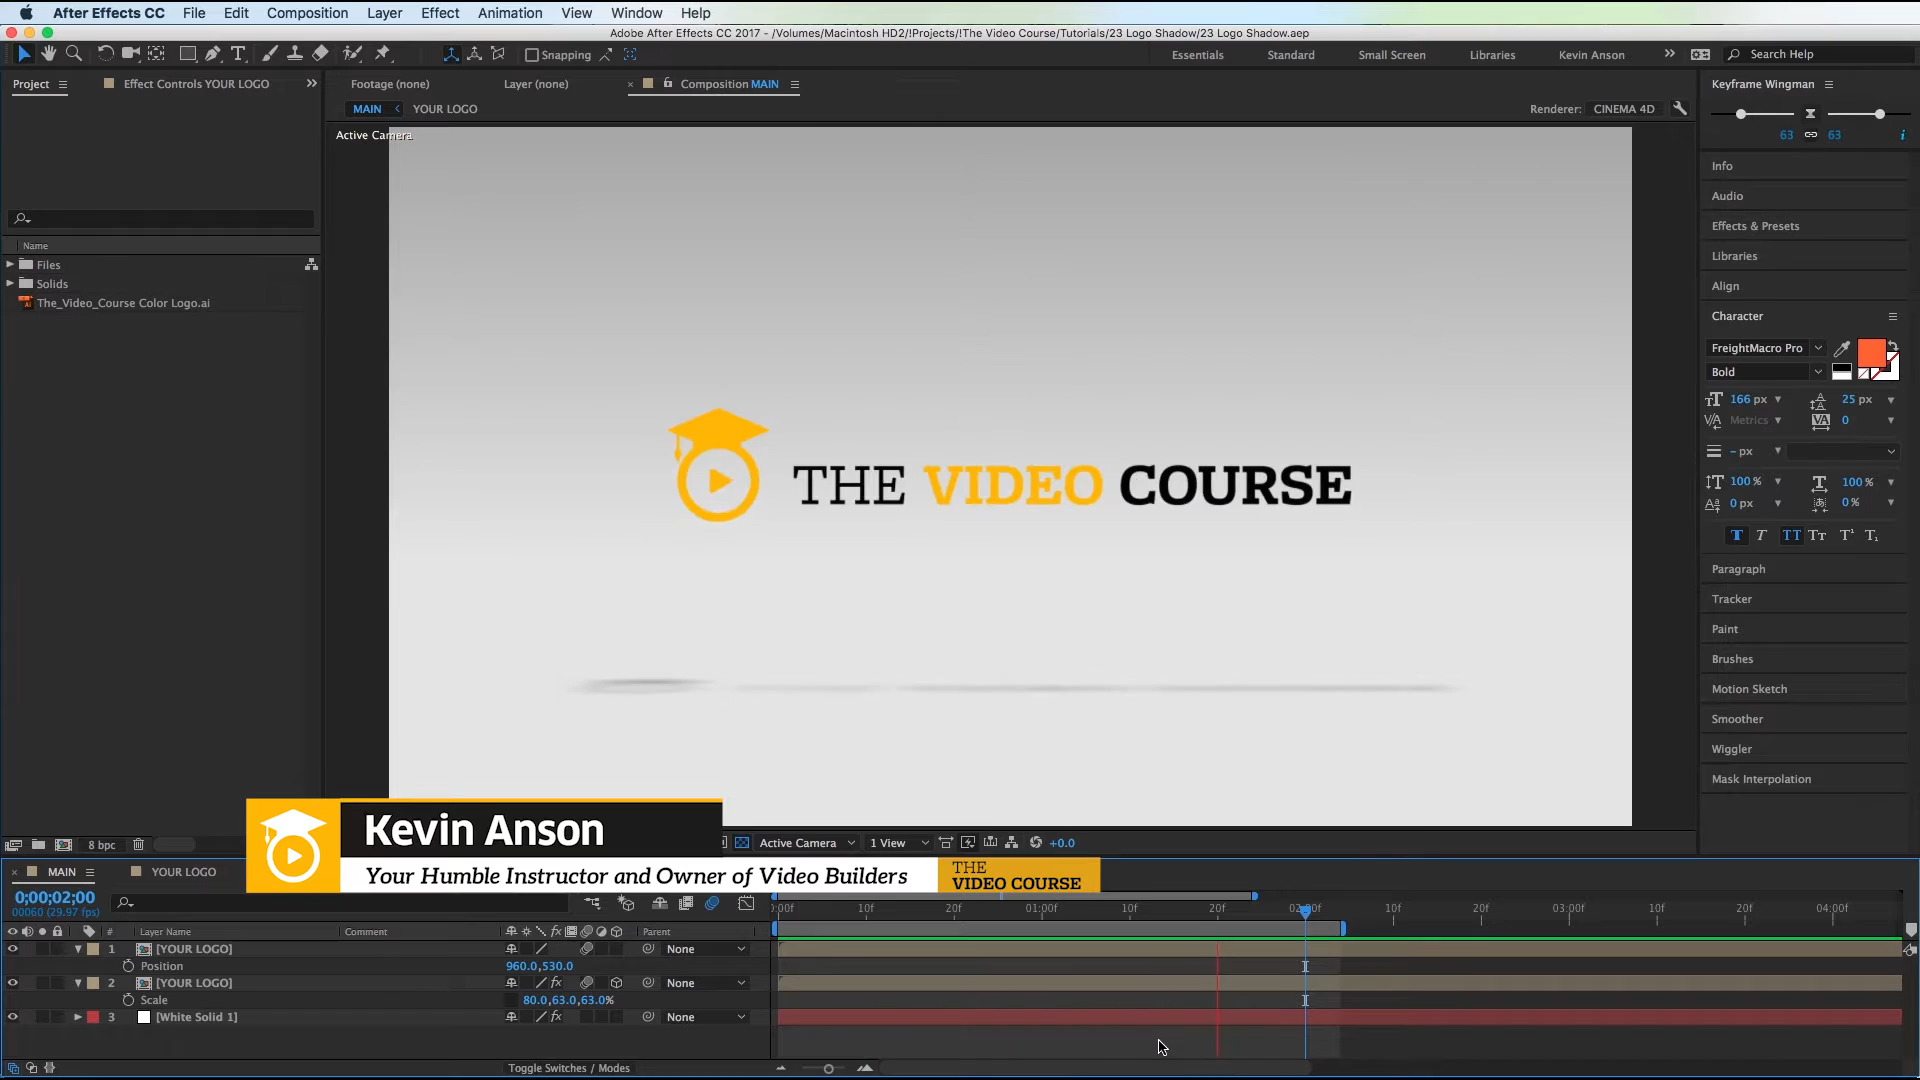 After Effects CC File Edit Composition Layer Effect Animation View Window Help
Adobe After Effects CC 2017 - /Volumes/Macintosh HD2/!Projects/!The Video Course/Tutorials/23 Logo Shadow/23 Logo Shadow.aep
Snapping Essentials Standard Small Screen Libraries Kevin Anson Search Help
Project Effect Controls YOUR LOGO Footage (none) Layer (none) Composition MAIN Keyframe Wingman
MAIN YOUR LOGO Renderer: CINEMA 4D
Active Camera
63 63
Info
Audio
Effects & Presets
Name
Libraries
Files
Solids
Align
The_Video_Course Color Logo.ai
Character
FreightMacro Pro
Bold
166 px 25 px
Metrics 0
- px
100 % 100 %
0 px 0 %
T T TT Tт T¹ T₁
Paragraph
Tracker
Paint
Brushes
Motion Sketch
Smoother
Wiggler
Mask Interpolation
THE VIDEO COURSE
Kevin Anson
Your Humble Instructor and Owner of Video Builders
THE
VIDEO COURSE
8 bpc Active Camera 1 View +0.0
MAIN YOUR LOGO
0;00;02;00
00060 (29.97 fps)
:00f 10f 20f 01:00f 10f 20f 02:00f 10f 20f 03:00f 10f 20f 04:00f
# Layer Name Comment Parent
1 [YOUR LOGO] None
Position 960.0,530.0
2 [YOUR LOGO] None
Scale 80.0,63.0,63.0%
3 [White Solid 1] None
Toggle Switches / Modes